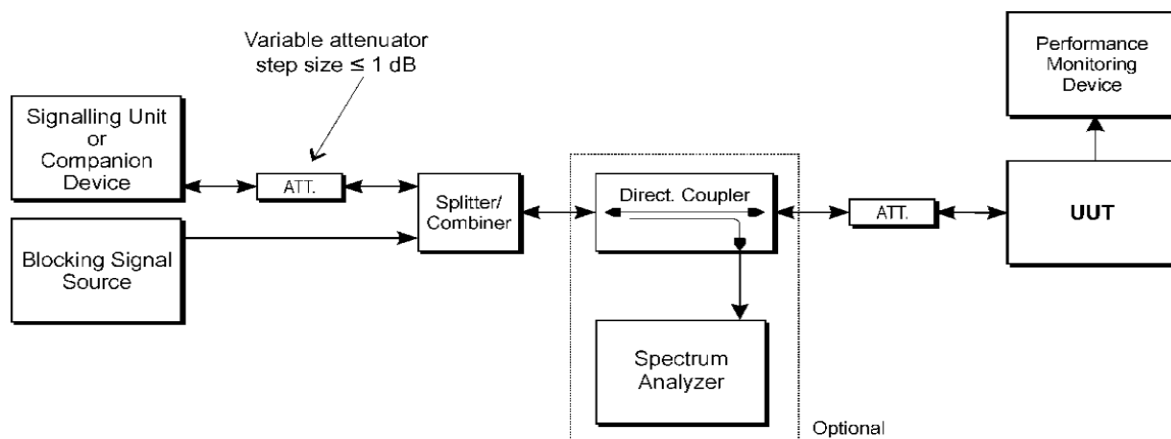 Variable attenuator
step size ≤ 1 dB
Signalling Unit
or
Companion
Device
ATT.
Blocking Signal
Source
Splitter/
Combiner
Direct. Coupler
Spectrum
Analyzer
Optional
ATT.
Performance
Monitoring
Device
UUT